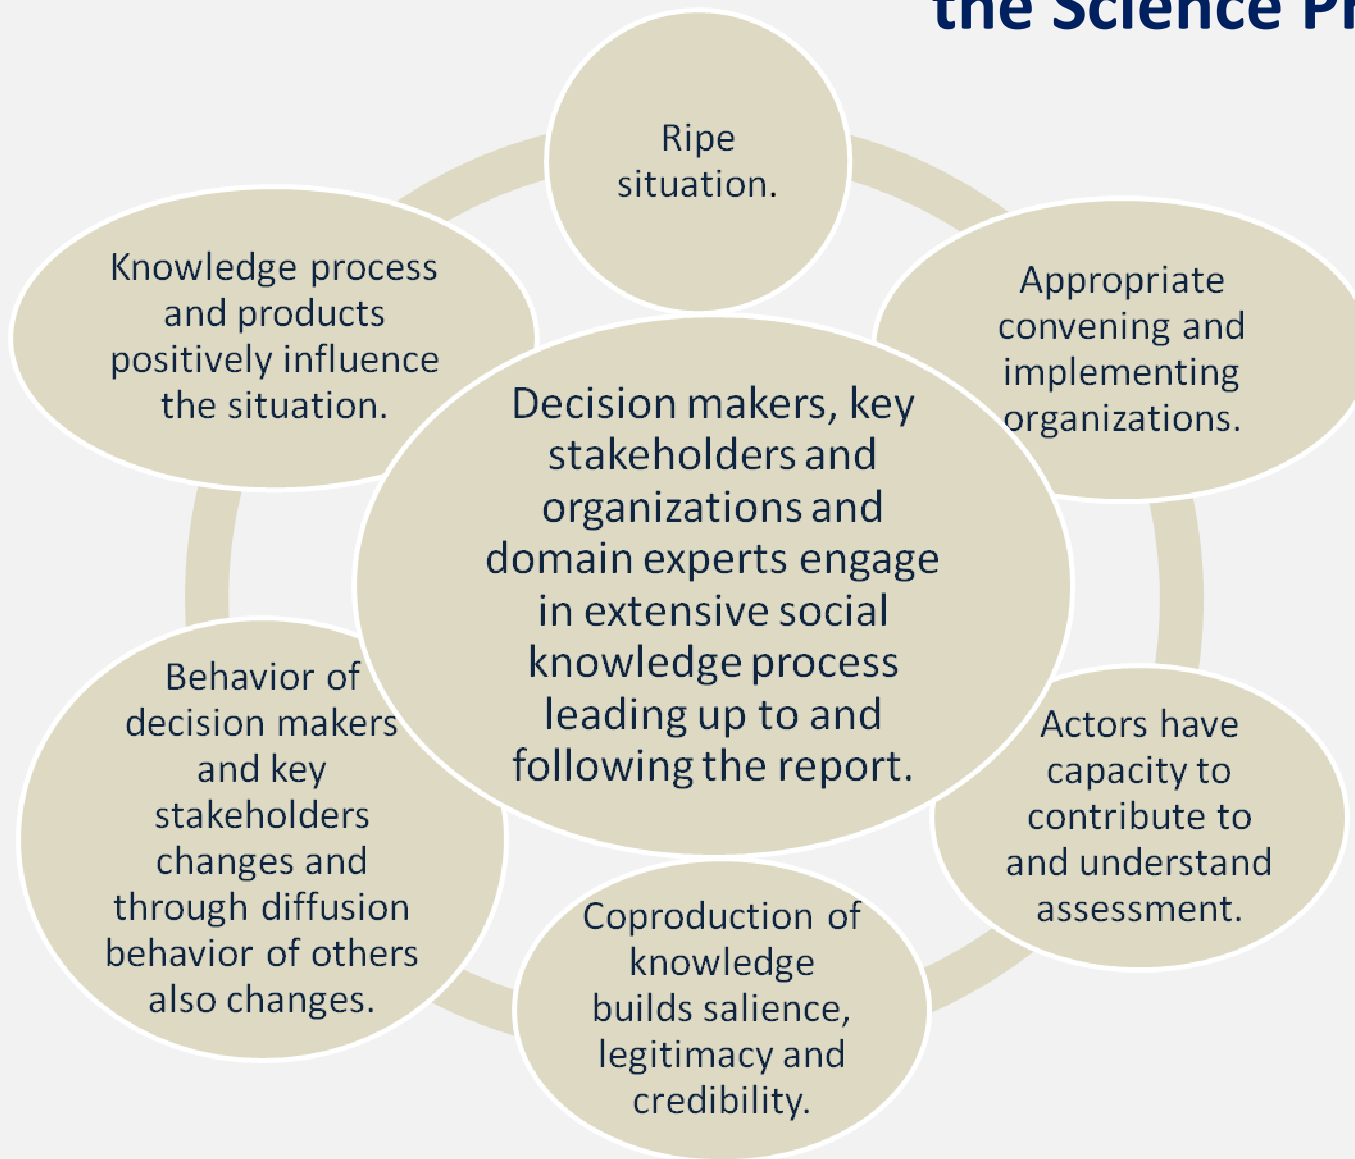 the Science Pr
Ripe
situation.
Appropriate
convening and
implementing
organizations.
Actors have
capacity to
contribute to
and understand
assessment.
Coproduction of
knowledge
builds salience,
legitimacy and
credibility.
Behavior of
decision makers
and key
stakeholders
changes and
through diffusion
behavior of others
also changes.
Knowledge process
and products
positively influence
the situation.
Decision makers, key
stakeholders and
organizations and
domain experts engage
in extensive social
knowledge process
leading up to and
following the report.